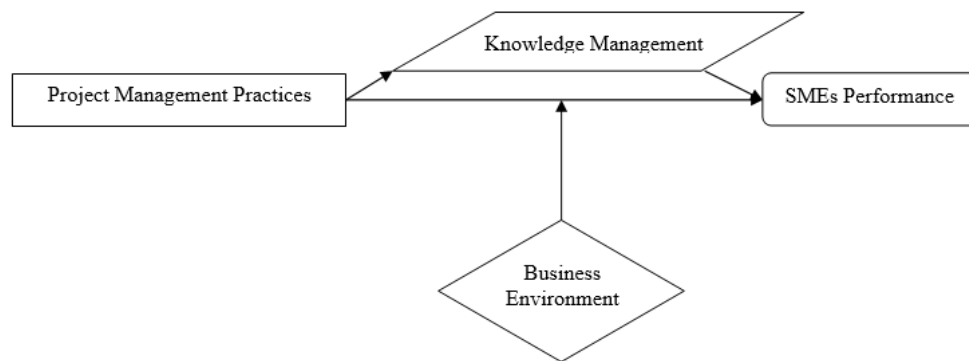 Knowledge Management
Project Management Practices
SMEs Performance
Business
Environment